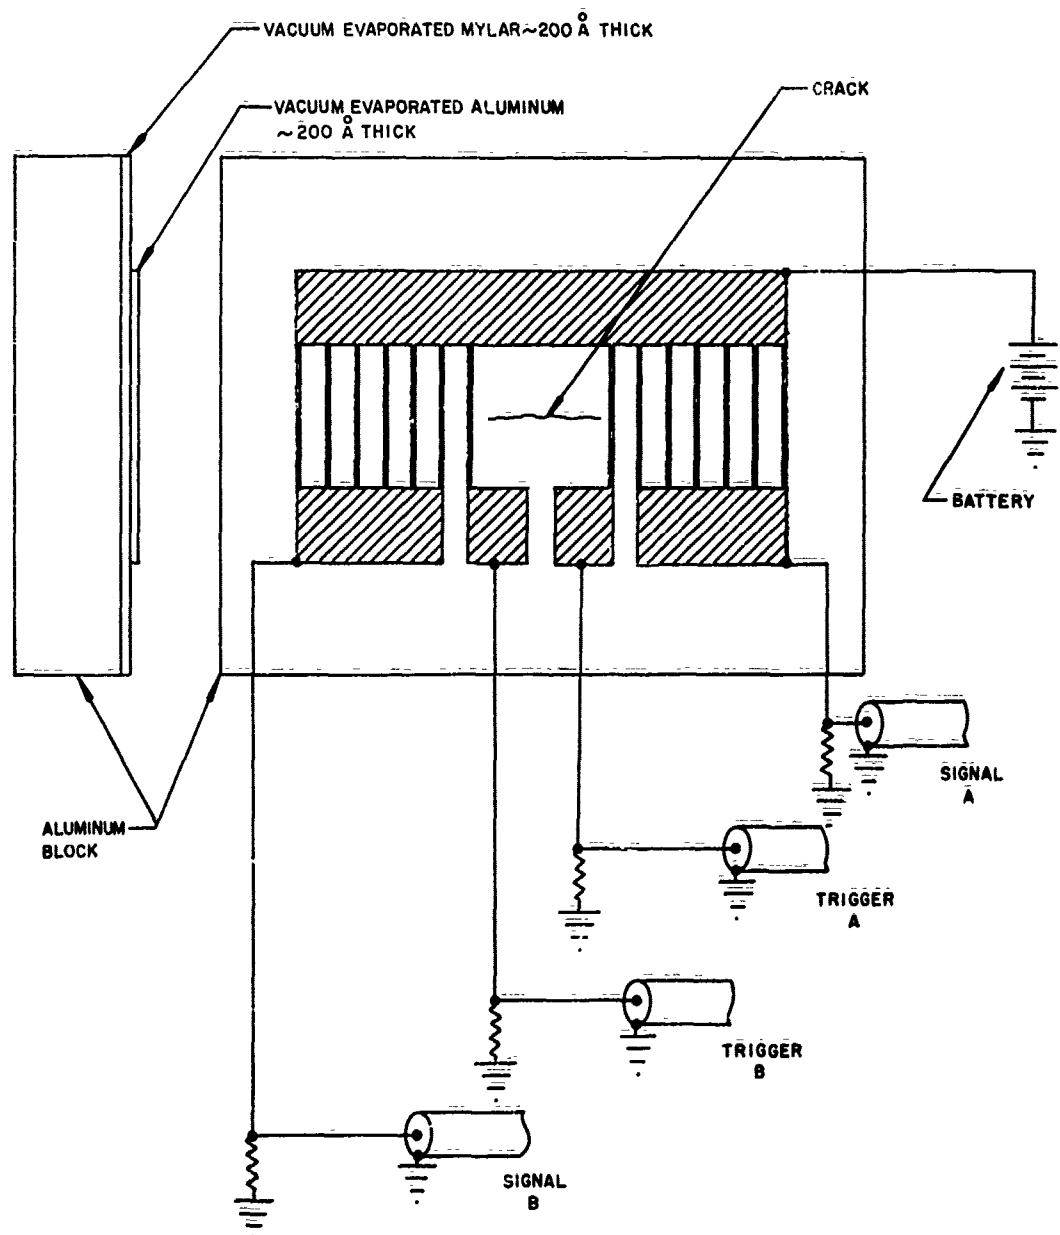 VACUUM EVAPORATED MYLAR ~200 Å THICK
CRACK
VACUUM EVAPORATED ALUMINUM
~200 Å THICK
BATTERY
SIGNAL
A
ALUMINUM
BLOCK
TRIGGER
A
TRIGGER
B
SIGNAL
B